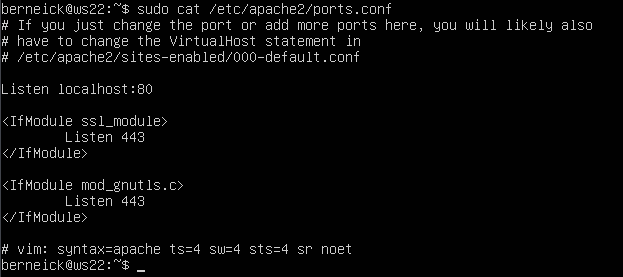 berneick@ws22:~$ sudo cat /etc/apache2/ports.conf
# If you just change the port or add more ports here, you will likely also
# have to change the VirtualHost statement in
# /etc/apache2/sites-enabled/000-default.conf

Listen localhost:80

<IfModule ssl_module>
        Listen 443
</IfModule>

<IfModule mod_gnutls.c>
        Listen 443
</IfModule>

# vim: syntax=apache ts=4 sw=4 sts=4 sr noet
berneick@ws22:~$ _